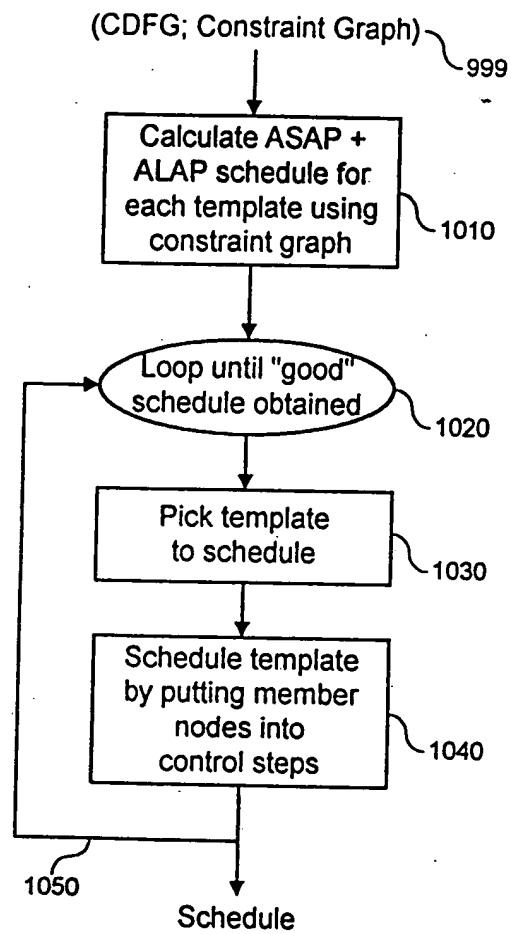 (CDFG; Constraint Graph)
999
Calculate ASAP +
ALAP schedule for
each template using
constraint graph
1010
Loop until "good"
schedule obtained
1020
Pick template
to schedule
1030
Schedule template
by putting member
nodes into
control steps
1040
1050
Schedule